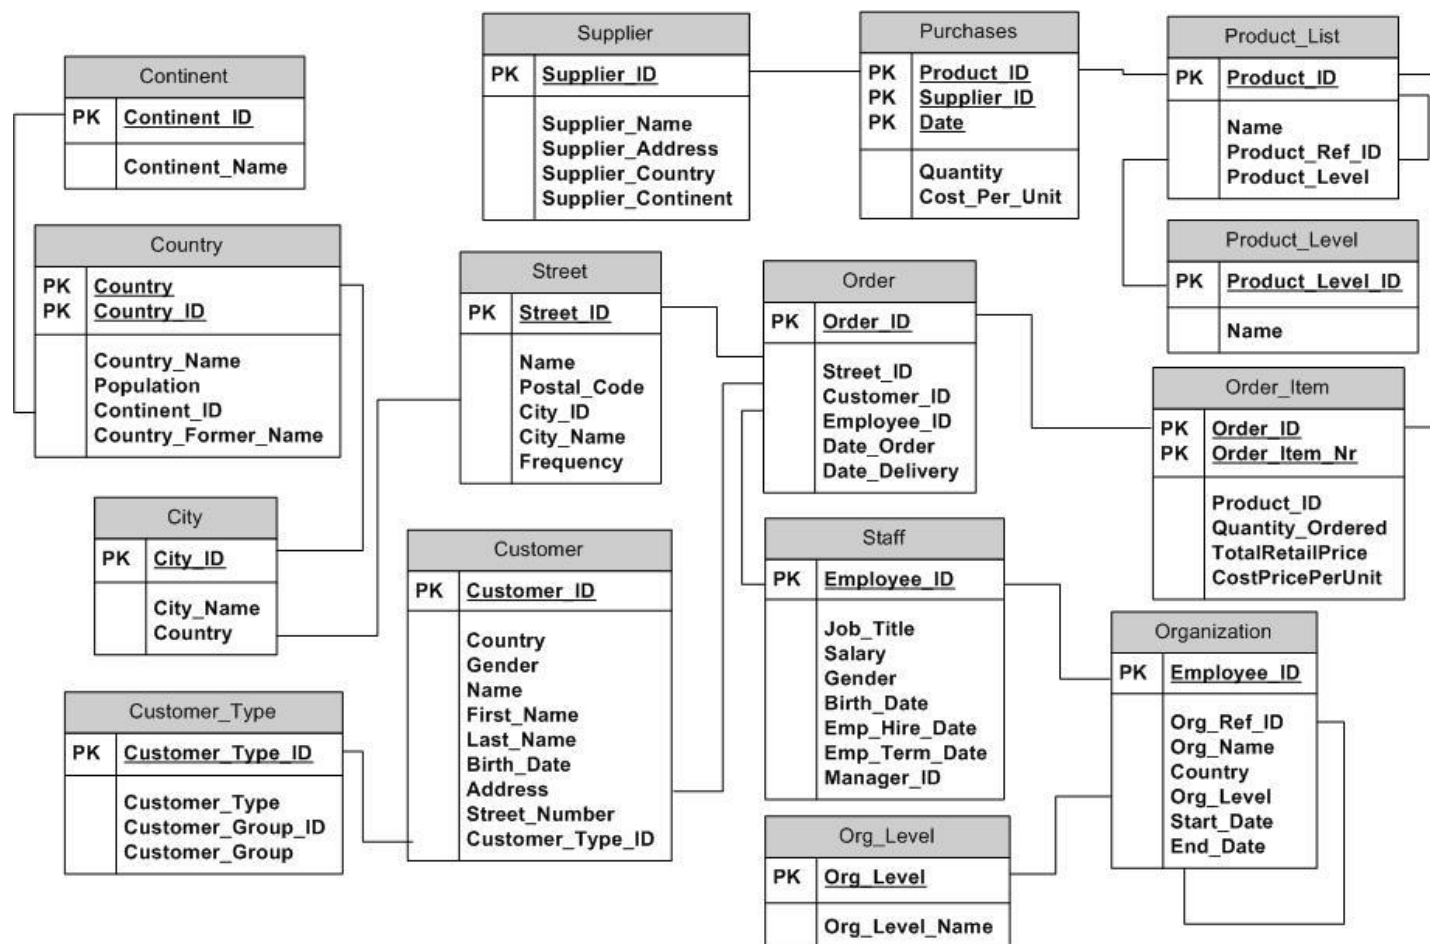 Continent
PK Continent_ID
Continent_Name
Supplier
PK Supplier_ID
Supplier_Name
Supplier_Address
Supplier_Country
Supplier_Continent
Purchases
PK Product_ID
PK Supplier_ID
PK Date
Quantity
Cost_Per_Unit
Product_List
PK Product_ID
Name
Product_Ref_ID
Product_Level
Country
PK Country
PK Country_ID
Country_Name
Population
Continent_ID
Country_Former_Name
Street
PK Street_ID
Name
Postal_Code
City_ID
City_Name
Frequency
Order
PK Order_ID
Street_ID
Customer_ID
Employee_ID
Date_Order
Date_Delivery
Product_Level
PK Product_Level_ID
Name
Order_Item
PK Order_ID
PK Order_Item_Nr
Product_ID
Quantity_Ordered
TotalRetailPrice
CostPricePerUnit
City
PK City_ID
City_Name
Country
Customer
PK Customer_ID
Country
Gender
Name
First_Name
Last_Name
Birth_Date
Address
Street_Number
Customer_Type_ID
Staff
PK Employee_ID
Job_Title
Salary
Gender
Birth_Date
Emp_Hire_Date
Emp_Term_Date
Manager_ID
Organization
PK Employee_ID
Org_Ref_ID
Org_Name
Country
Org_Level
Start_Date
End_Date
Customer_Type
PK Customer_Type_ID
Customer_Type
Customer_Group_ID
Customer_Group
Org_Level
PK Org_Level
Org_Level_Name